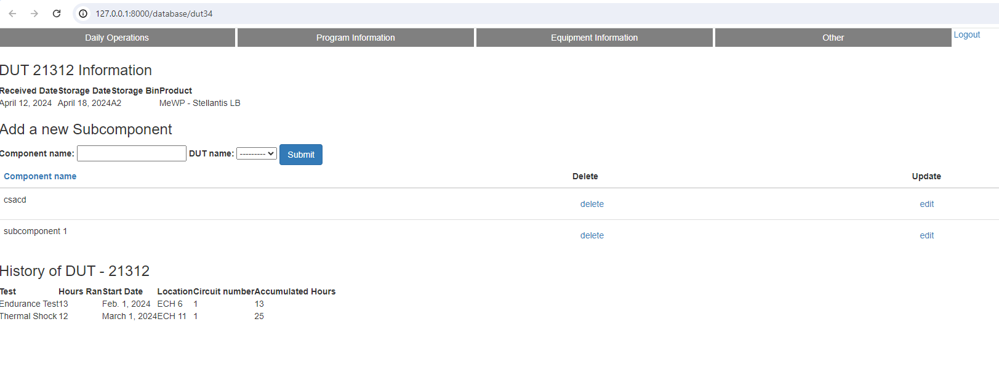 127.0.0.1:8000/database/dut34
Daily Operations Program Information Equipment Information Other Logout
DUT 21312 Information
Received Date Storage Date Storage Bin Product
April 12, 2024 April 18, 2024 A2 MeWP - Stellantis LB
Add a new Subcomponent
Component name: DUT name: --------- Submit
Component name Delete Update
csacd delete edit
subcomponent 1 delete edit
History of DUT - 21312
Test Hours Ran Start Date Location Circuit number Accumulated Hours
Endurance Test 13 Feb. 1, 2024 ECH 6 1 13
Thermal Shock 12 March 1, 2024 ECH 11 1 25